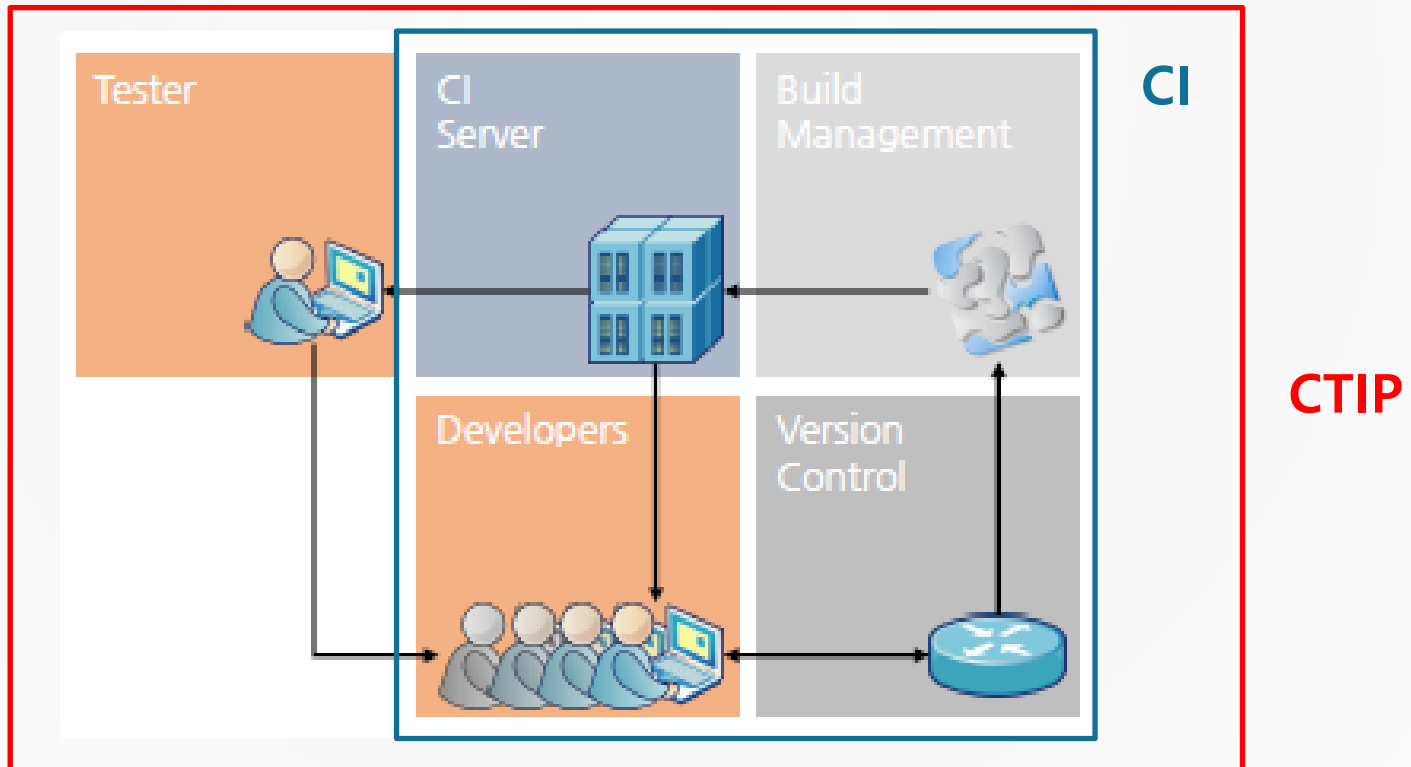 Tester
CI
Server
Build
Management
CI
Developers
Version
Control
CTIP